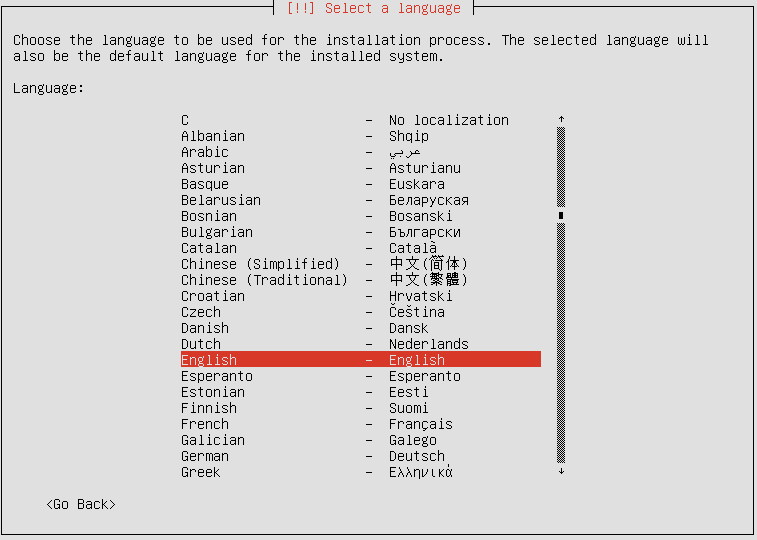 [!!] Select a language
Choose the language to be used for the installation process. The selected language will
also be the default language for the installed system.
Language:
C - No localization
Albanian - Shqip
Arabic - عربي
Asturian - Asturianu
Basque - Euskara
Belarusian - Беларуская
Bosnian - Bosanski
Bulgarian - Български
Catalan - Català
Chinese (Simplified) - 中文(简体)
Chinese (Traditional) - 中文(繁體)
Croatian - Hrvatski
Czech - Čeština
Danish - Dansk
Dutch - Nederlands
English - English
Esperanto - Esperanto
Estonian - Eesti
Finnish - Suomi
French - Français
Galician - Galego
German - Deutsch
Greek - Ελληνικά
<Go Back>